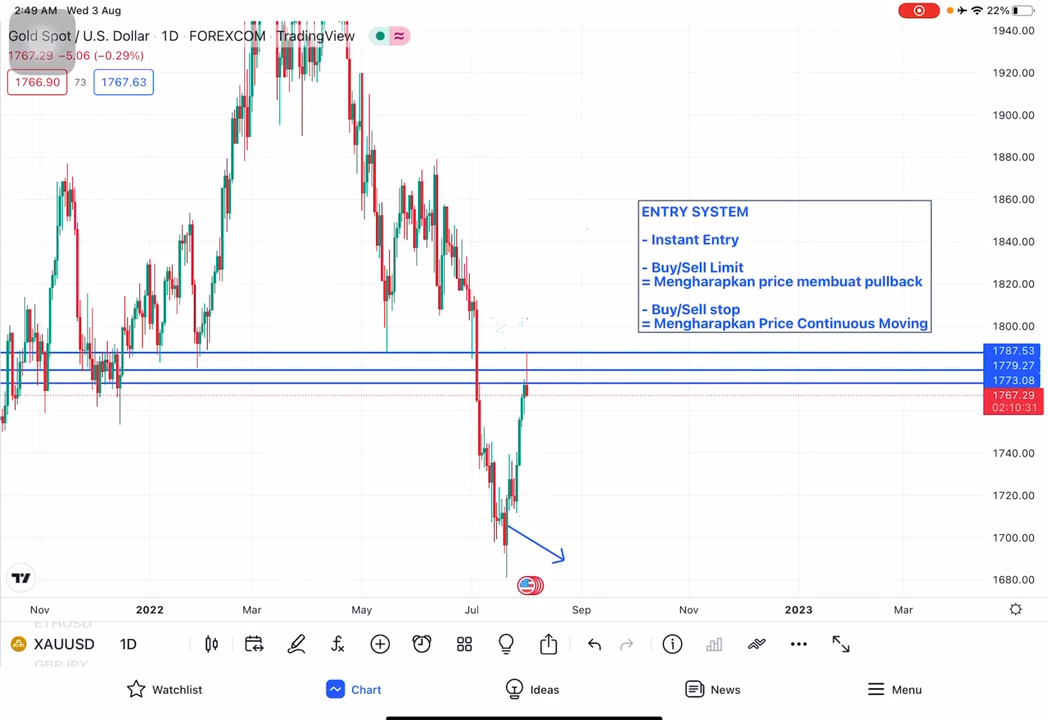 2:49 AM Wed 3 Aug
22%
Gold Spot / U.S. Dollar · 1D · FOREXCOM · TradingView
1767.29 −5.06 (−0.29%)
1766.90 73 1767.63
1940.00
1920.00
1900.00
1880.00
1860.00
1840.00
1820.00
1800.00
1787.53
1779.27
1773.08
1767.29
02:10:31
1740.00
1720.00
1700.00
1680.00
ENTRY SYSTEM
- Instant Entry
- Buy/Sell Limit
= Mengharapkan price membuat pullback
- Buy/Sell stop
= Mengharapkan Price Continuous Moving
Nov 2022 Mar May Jul Sep Nov 2023 Mar
ETHUSD
XAUUSD 1D
GBPJPY
Watchlist Chart Ideas News Menu